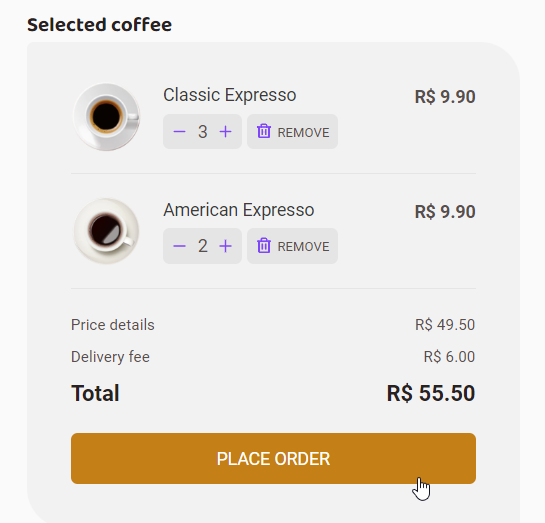 Selected coffee
Classic Expresso R$ 9.90
− 3 + REMOVE
American Expresso R$ 9.90
− 2 + REMOVE
Price details R$ 49.50
Delivery fee R$ 6.00
Total R$ 55.50
PLACE ORDER